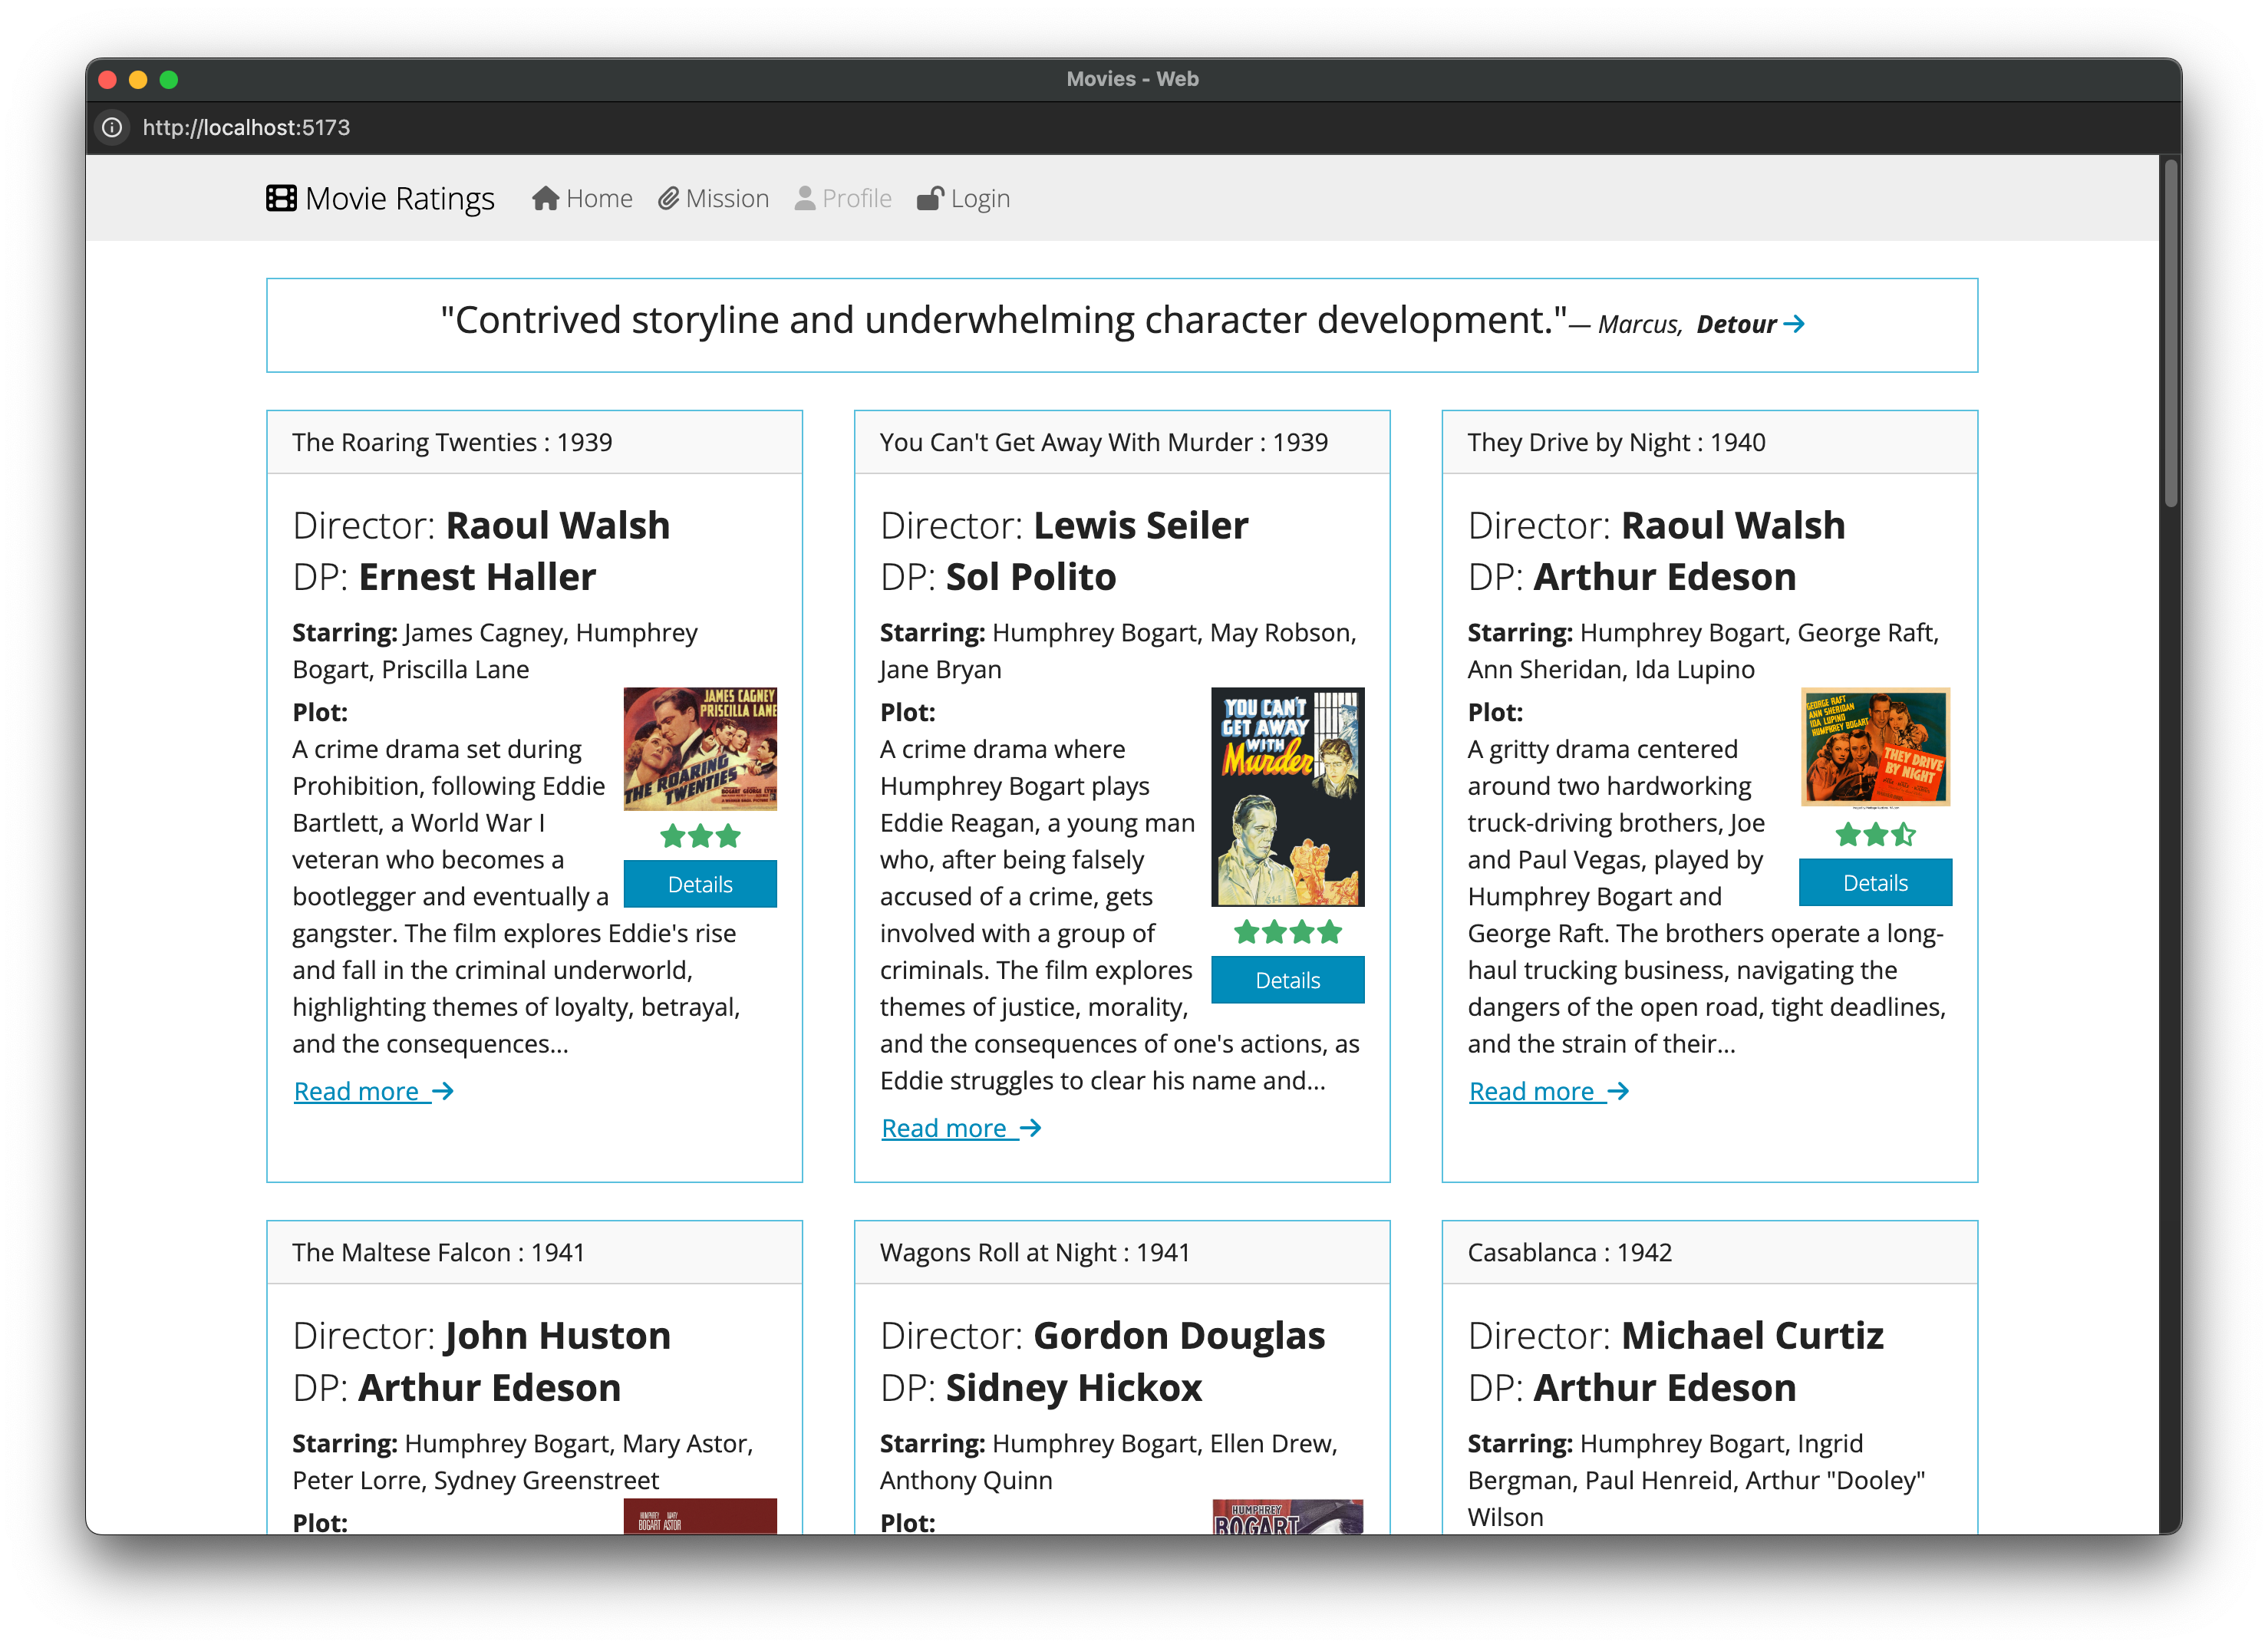 Movies - Web
http://localhost:5173
Movie Ratings Home Mission Profile Login
"Contrived storyline and underwhelming character development."— Marcus, Detour
The Roaring Twenties : 1939
Director: Raoul Walsh
DP: Ernest Haller
Starring: James Cagney, Humphrey
Bogart, Priscilla Lane
Plot:
A crime drama set during
Prohibition, following Eddie
Bartlett, a World War I
veteran who becomes a
bootlegger and eventually a
gangster. The film explores Eddie's rise
and fall in the criminal underworld,
highlighting themes of loyalty, betrayal,
and the consequences...
JAMES CAGNEY
PRISCILLA LANE
THE ROARING
TWENTIES
Details
Read more
You Can't Get Away With Murder : 1939
Director: Lewis Seiler
DP: Sol Polito
Starring: Humphrey Bogart, May Robson,
Jane Bryan
Plot:
A crime drama where
Humphrey Bogart plays
Eddie Reagan, a young man
who, after being falsely
accused of a crime, gets
involved with a group of
criminals. The film explores
themes of justice, morality,
and the consequences of one's actions, as
Eddie struggles to clear his name and...
YOU CAN'T
GET AWAY
WITH
Murder
Details
Read more
They Drive by Night : 1940
Director: Raoul Walsh
DP: Arthur Edeson
Starring: Humphrey Bogart, George Raft,
Ann Sheridan, Ida Lupino
Plot:
A gritty drama centered
around two hardworking
truck-driving brothers, Joe
and Paul Vegas, played by
Humphrey Bogart and
George Raft. The brothers operate a long-
haul trucking business, navigating the
dangers of the open road, tight deadlines,
and the strain of their...
GEORGE RAFT
ANN SHERIDAN
IDA LUPINO
HUMPHREY BOGART
THEY DRIVE
BY NIGHT
Details
Read more
The Maltese Falcon : 1941
Director: John Huston
DP: Arthur Edeson
Starring: Humphrey Bogart, Mary Astor,
Peter Lorre, Sydney Greenstreet
Plot:
HUMPHREY MARY
BOGART ASTOR
Wagons Roll at Night : 1941
Director: Gordon Douglas
DP: Sidney Hickox
Starring: Humphrey Bogart, Ellen Drew,
Anthony Quinn
Plot:
HUMPHREY
BOGART
Casablanca : 1942
Director: Michael Curtiz
DP: Arthur Edeson
Starring: Humphrey Bogart, Ingrid
Bergman, Paul Henreid, Arthur "Dooley"
Wilson